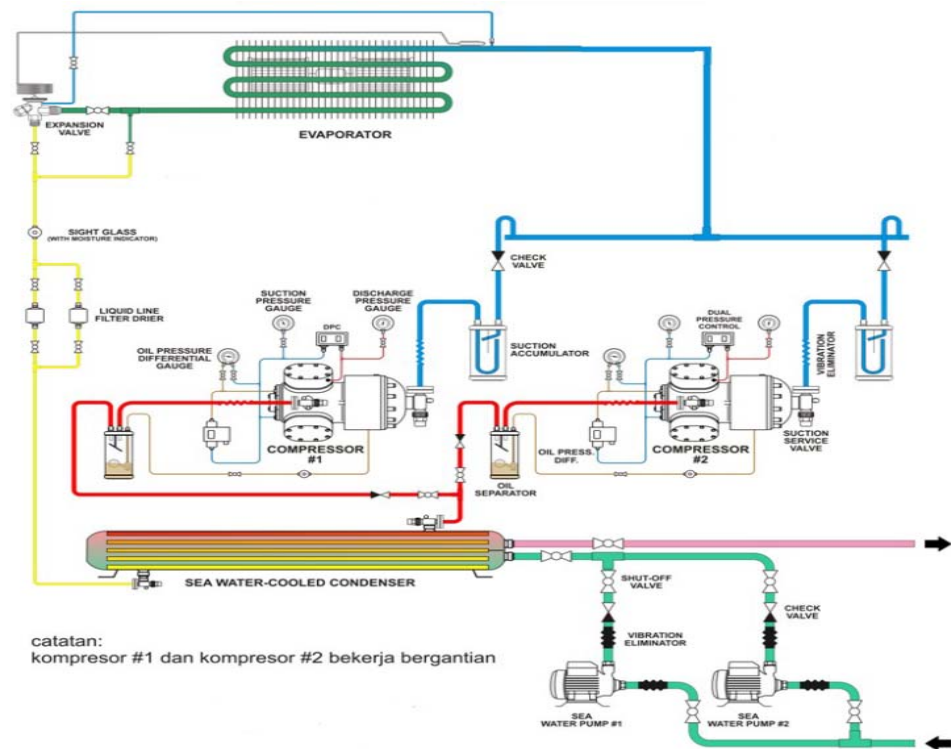 EXPANSION
VALVE
EVAPORATOR
SIGHT GLASS
(WITH MOISTURE INDICATOR)
CHECK
VALVE
LIQUID LINE
FILTER DRIER
SUCTION
PRESSURE
GAUGE
DISCHARGE
PRESSURE
GAUGE
DPC
OIL PRESSURE
DIFFERENTIAL
GAUGE
SUCTION
ACCUMULATOR
DUAL
PRESSURE
CONTROL
VIBRATION
ELIMINATOR
COMPRESSOR
#1
OIL PRESS.
DIFF.
COMPRESSOR
#2
SUCTION
SERVICE
VALVE
OIL
SEPARATOR
SEA WATER-COOLED CONDENSER
SHUT-OFF
VALVE
CHECK
VALVE
VIBRATION
ELIMINATOR
catatan:
kompresor #1 dan kompresor #2 bekerja bergantian
SEA
WATER PUMP #1
SEA
WATER PUMP #2